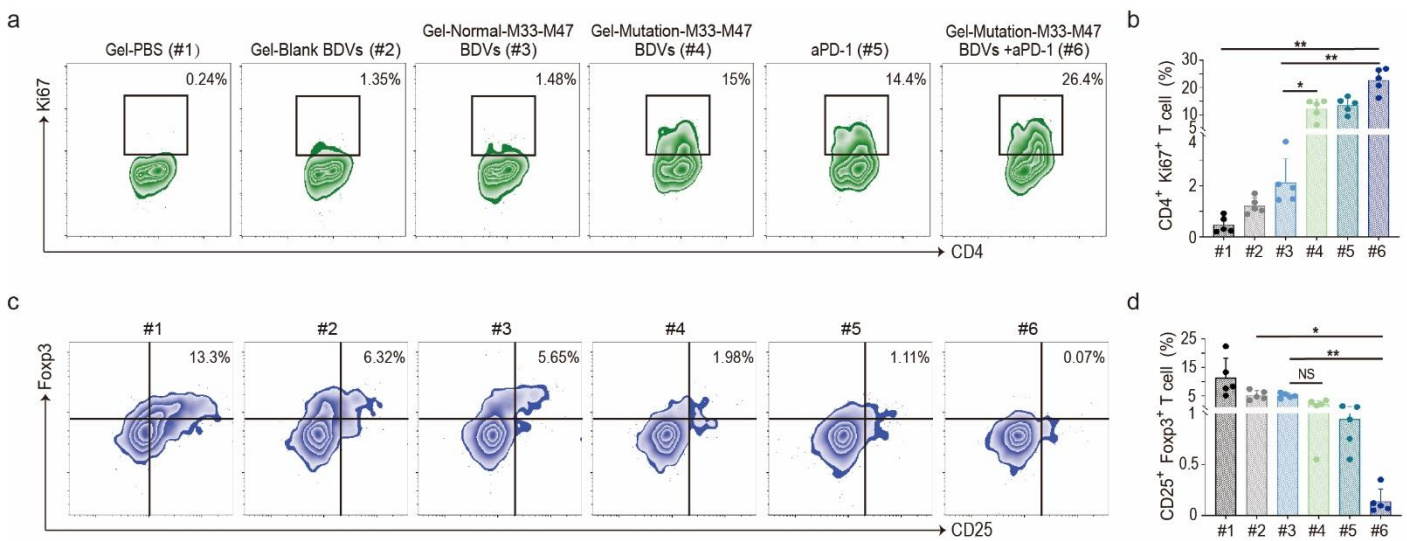 a
Gel-PBS (#1)
Gel-Blank BDVs (#2)
Gel-Normal-M33-M47
BDVs (#3)
Gel-Mutation-M33-M47
BDVs (#4)
aPD-1 (#5)
Gel-Mutation-M33-M47
BDVs +aPD-1 (#6)
Ki67
0.24%
1.35%
1.48%
15%
14.4%
26.4%
CD4
b
CD4+ Ki67+ T cell (%)
30
25
20
15
10
5
4
2
0
**
**
*
#1 #2 #3 #4 #5 #6
c
#1 #2 #3 #4 #5 #6
Foxp3
13.3%
6.32%
5.65%
1.98%
1.11%
0.07%
CD25
d
CD25+ Foxp3+ T cell (%)
25
15
5
1
0.5
0
*
**
NS
#1 #2 #3 #4 #5 #6